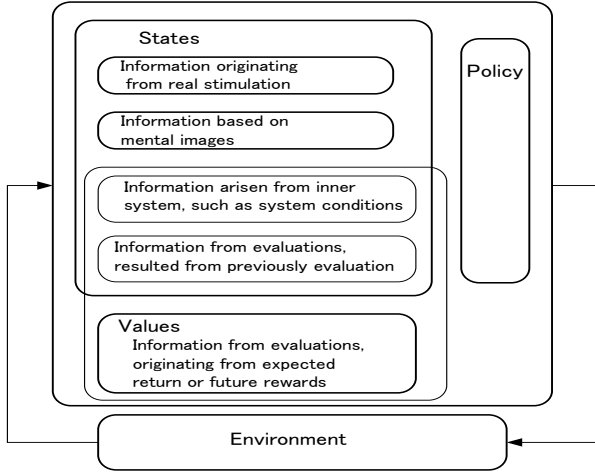 States
Information originating
from real stimulation
Policy
Information based on
mental images
Information arisen from inner
system, such as system conditions
Information from evaluations,
resulted from previously evaluation
Values
Information from evaluations,
originating from expected
return or future rewards
Environment